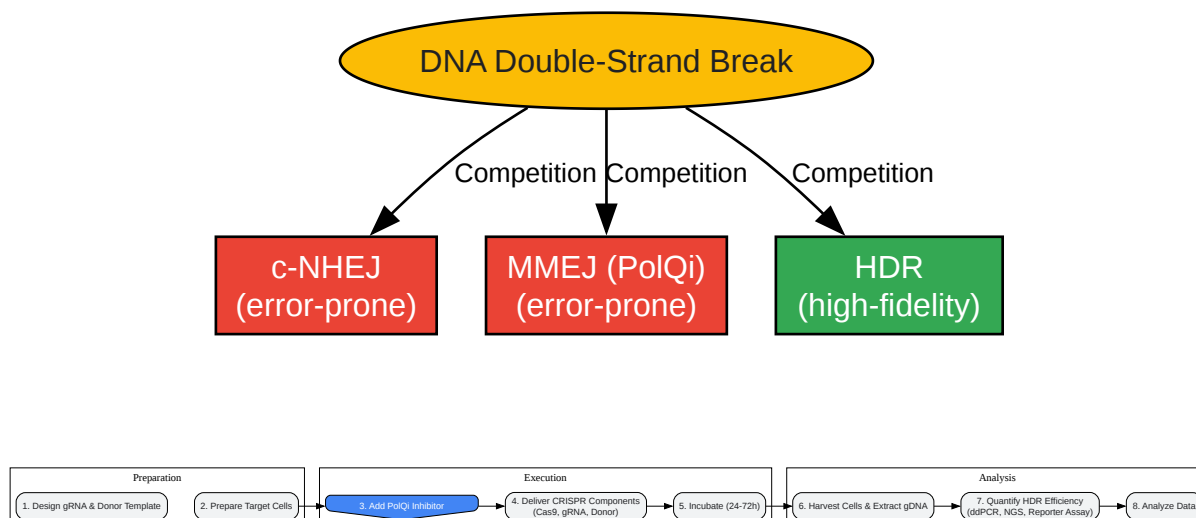 DNA Double-Strand Break
Competition Competition Competition
c-NHEJ
(error-prone)
MMEJ (PolQi)
(error-prone)
HDR
(high-fidelity)
Preparation
1. Design gRNA & Donor Template
2. Prepare Target Cells
Execution
3. Add PolQi Inhibitor
4. Deliver CRISPR Components
(Cas9, gRNA, Donor)
5. Incubate (24-72h)
Analysis
6. Harvest Cells & Extract gDNA
7. Quantify HDR Efficiency
(ddPCR, NGS, Reporter Assay)
8. Analyze Data